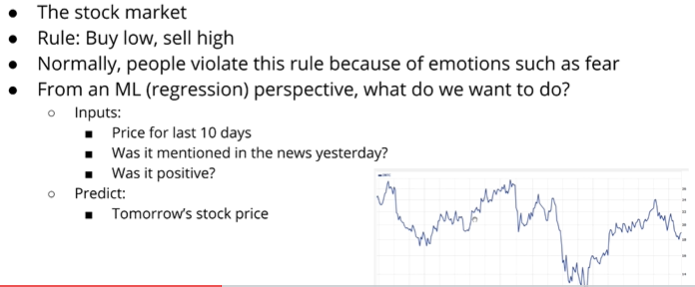 ● The stock market
● Rule: Buy low, sell high
● Normally, people violate this rule because of emotions such as fear
● From an ML (regression) perspective, what do we want to do?
○ Inputs:
■ Price for last 10 days
■ Was it mentioned in the news yesterday?
■ Was it positive?
○ Predict:
■ Tomorrow's stock price